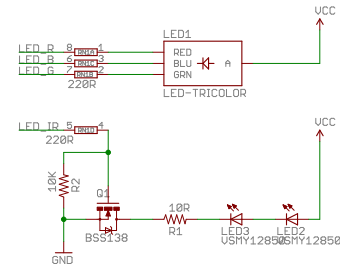 VCC
LED1
LED_R 8 RN1A 1 RED
LED_B 6 RN1C 3 BLU A
LED_G 7 RN1B 2 GRN
220R
LED-TRICOLOR
VCC
LED_IR 5 RN1D 4
220R
10K
R2
Q1
10R
BSS138
R1
LED3 LED2
VSMY12850 VSMY12850
GND